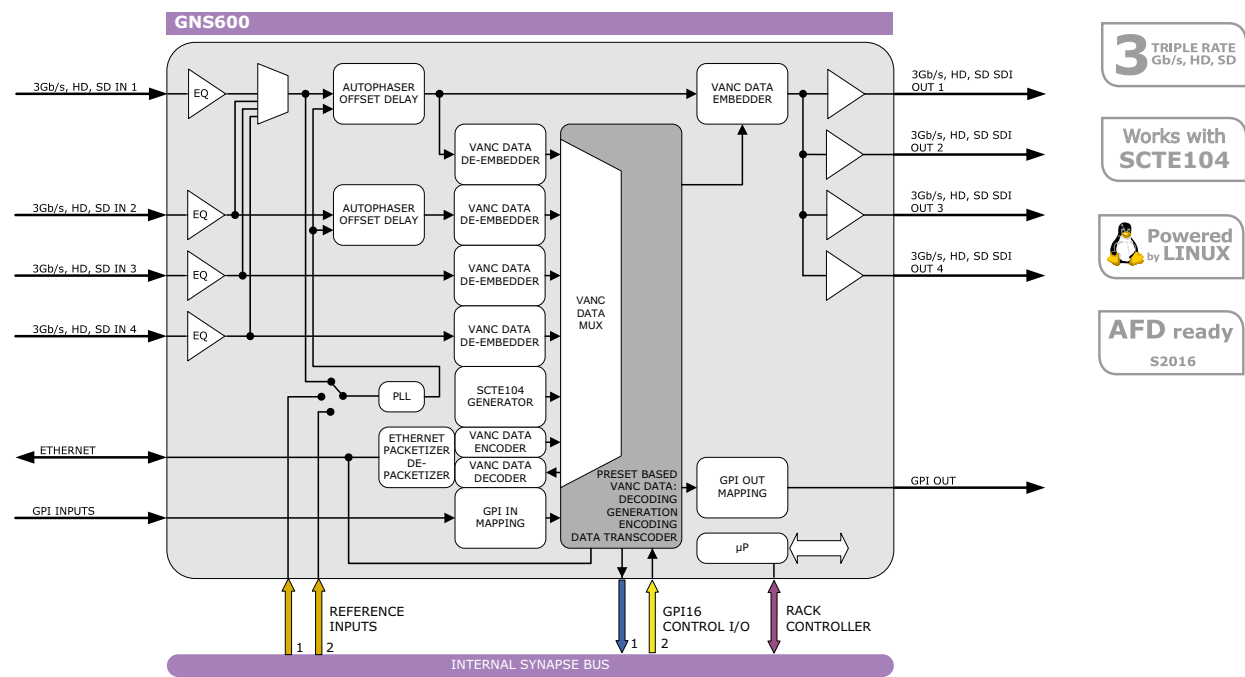 GNS600
3Gb/s, HD, SD IN 1
EQ
AUTOPHASER
OFFSET DELAY
VANC DATA
EMBEDDER
3Gb/s, HD, SD SDI
OUT 1
3 TRIPLE RATE
Gb/s, HD, SD
VANC DATA
DE-EMBEDDER
3Gb/s, HD, SD SDI
OUT 2
Works with
SCTE104
3Gb/s, HD, SD IN 2
EQ
AUTOPHASER
OFFSET DELAY
VANC DATA
DE-EMBEDDER
3Gb/s, HD, SD SDI
OUT 3
Powered
by LINUX
3Gb/s, HD, SD IN 3
EQ
VANC DATA
DE-EMBEDDER
3Gb/s, HD, SD SDI
OUT 4
VANC
DATA
MUX
3Gb/s, HD, SD IN 4
EQ
VANC DATA
DE-EMBEDDER
AFD ready
S2016
PLL
SCTE104
GENERATOR
ETHERNET
ETHERNET
PACKETIZER
DE-
PACKETIZER
VANC DATA
ENCODER
VANC DATA
DECODER
PRESET BASED
VANC DATA:
DECODING
GENERATION
ENCODING
DATA TRANSCODER
GPI OUT
MAPPING
GPI OUT
GPI INPUTS
GPI IN
MAPPING
µP
REFERENCE
INPUTS
1
2
GPI16
CONTROL I/O
1
2
RACK
CONTROLLER
INTERNAL SYNAPSE BUS